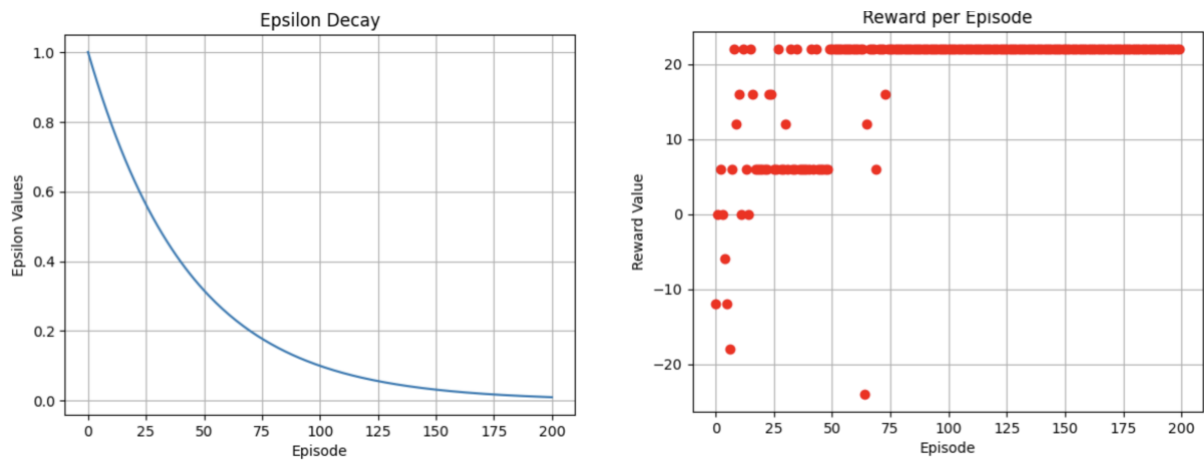 Epsilon Decay
1.0
0.8
0.6
0.4
0.2
0.0
Epsilon Values
0 25 50 75 100 125 150 175 200
Episode
Reward per Episode
20
10
0
−10
−20
Reward Value
0 25 50 75 100 125 150 175 200
Episode